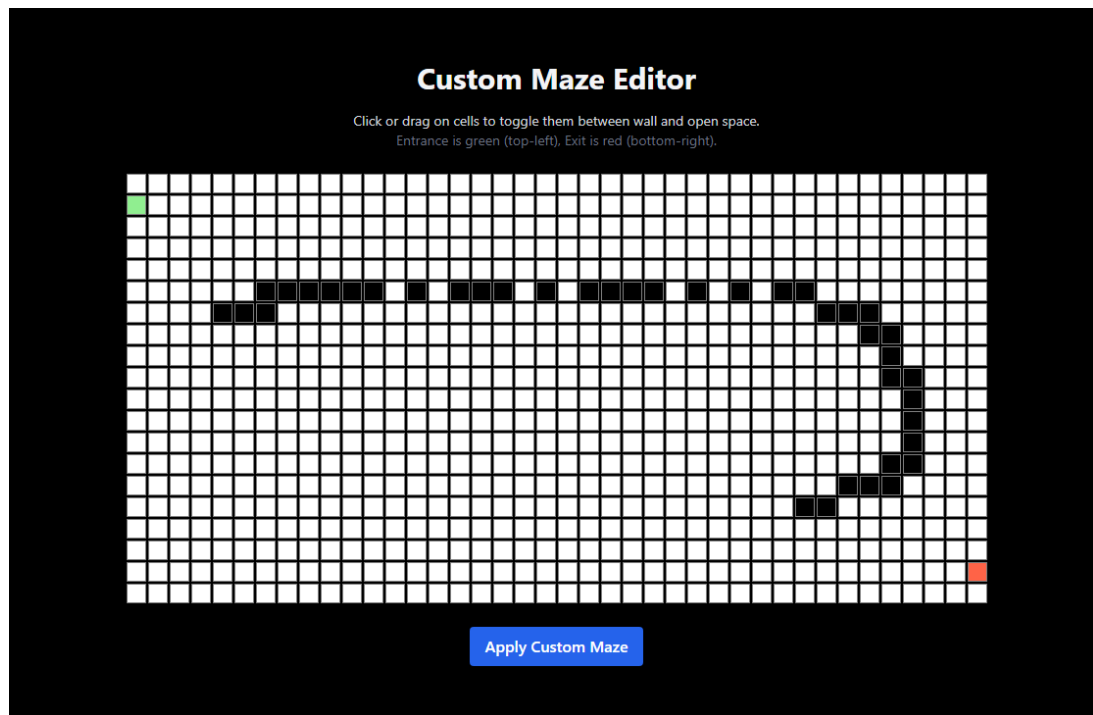 Custom Maze Editor
Click or drag on cells to toggle them between wall and open space.
Entrance is green (top-left), Exit is red (bottom-right).
Apply Custom Maze